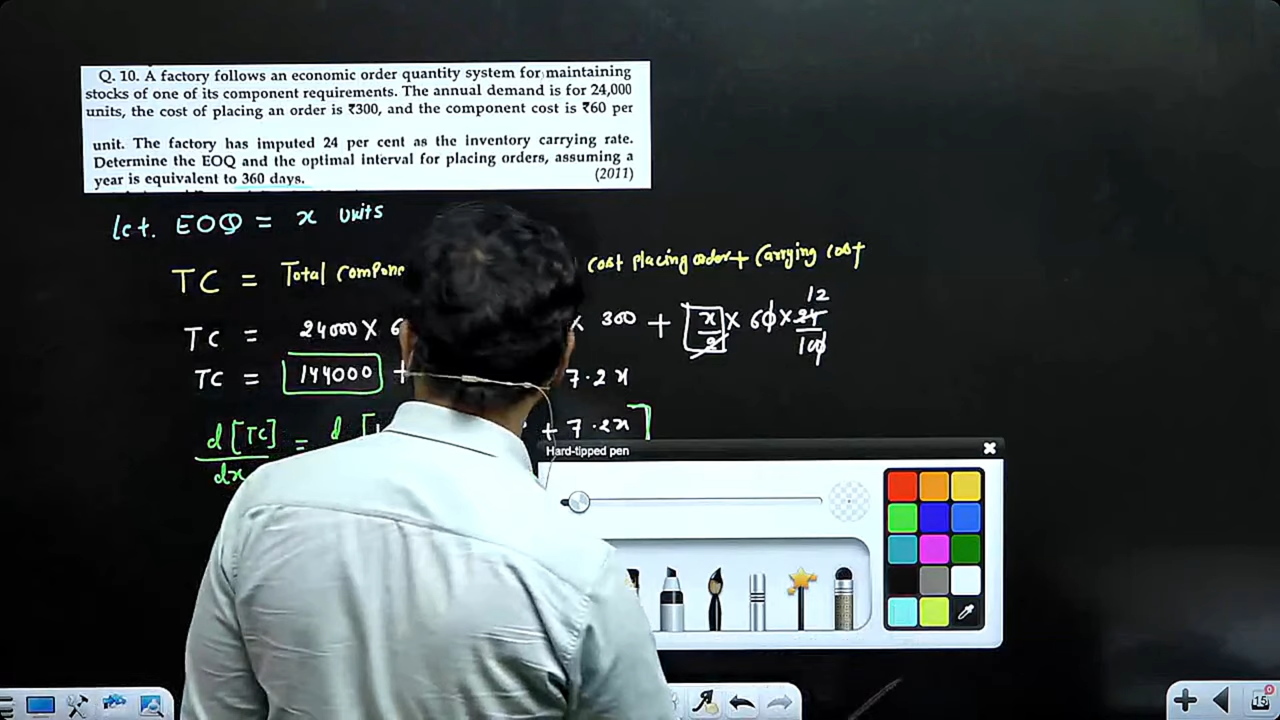 Q. 10. A factory follows an economic order quantity system for maintaining
stocks of one of its component requirements. The annual demand is for 24,000
units, the cost of placing an order is ₹300, and the component cost is ₹60 per
unit. The factory has imputed 24 per cent as the inventory carrying rate.
Determine the EOQ and the optimal interval for placing orders, assuming a
year is equivalent to 360 days. (2011)
Let. EOQ = x units
TC = Total Compone cost placing order + Carrying cost
TC = 24000 × 6 × 300 + x/2 × 60 × 24/100 12
TC = 144000 + 7.2x
d[TC]/dx = d [ + 7.2x]
Hard-tipped pen
15
0